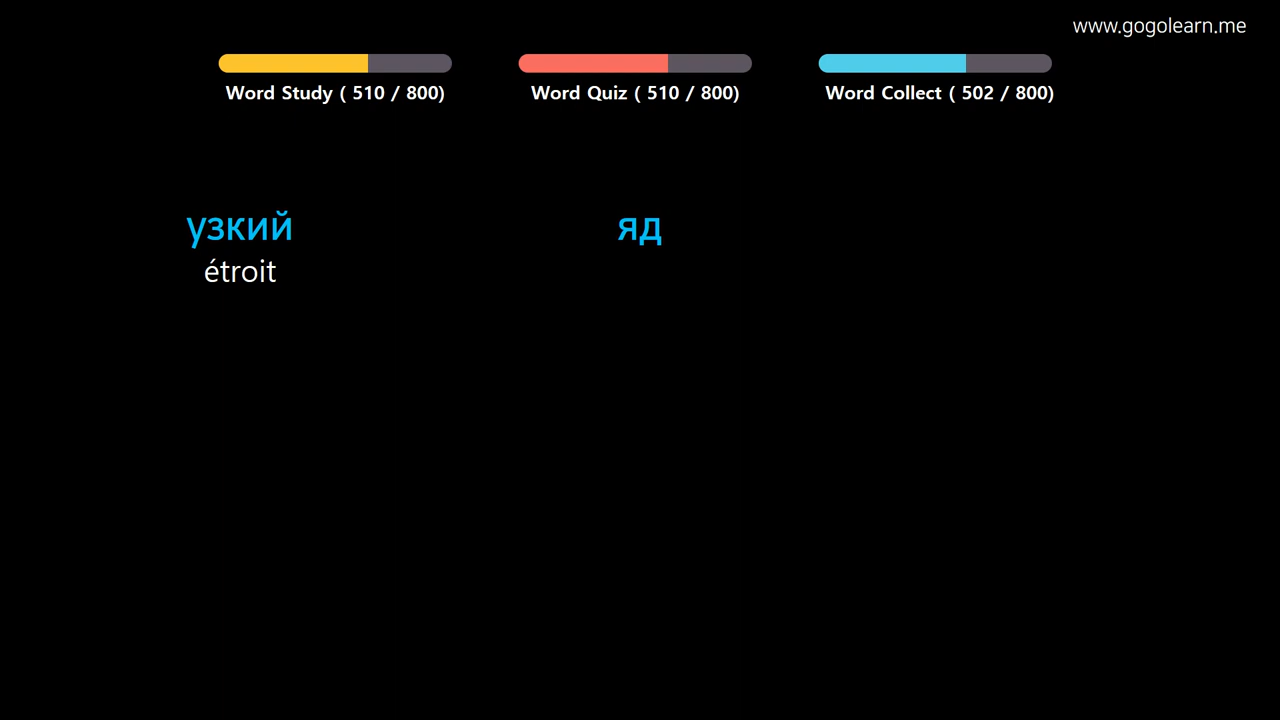 www.gogolearn.me
Word Study ( 510 / 800)
Word Quiz ( 510 / 800)
Word Collect ( 502 / 800)
узкий
étroit
яд